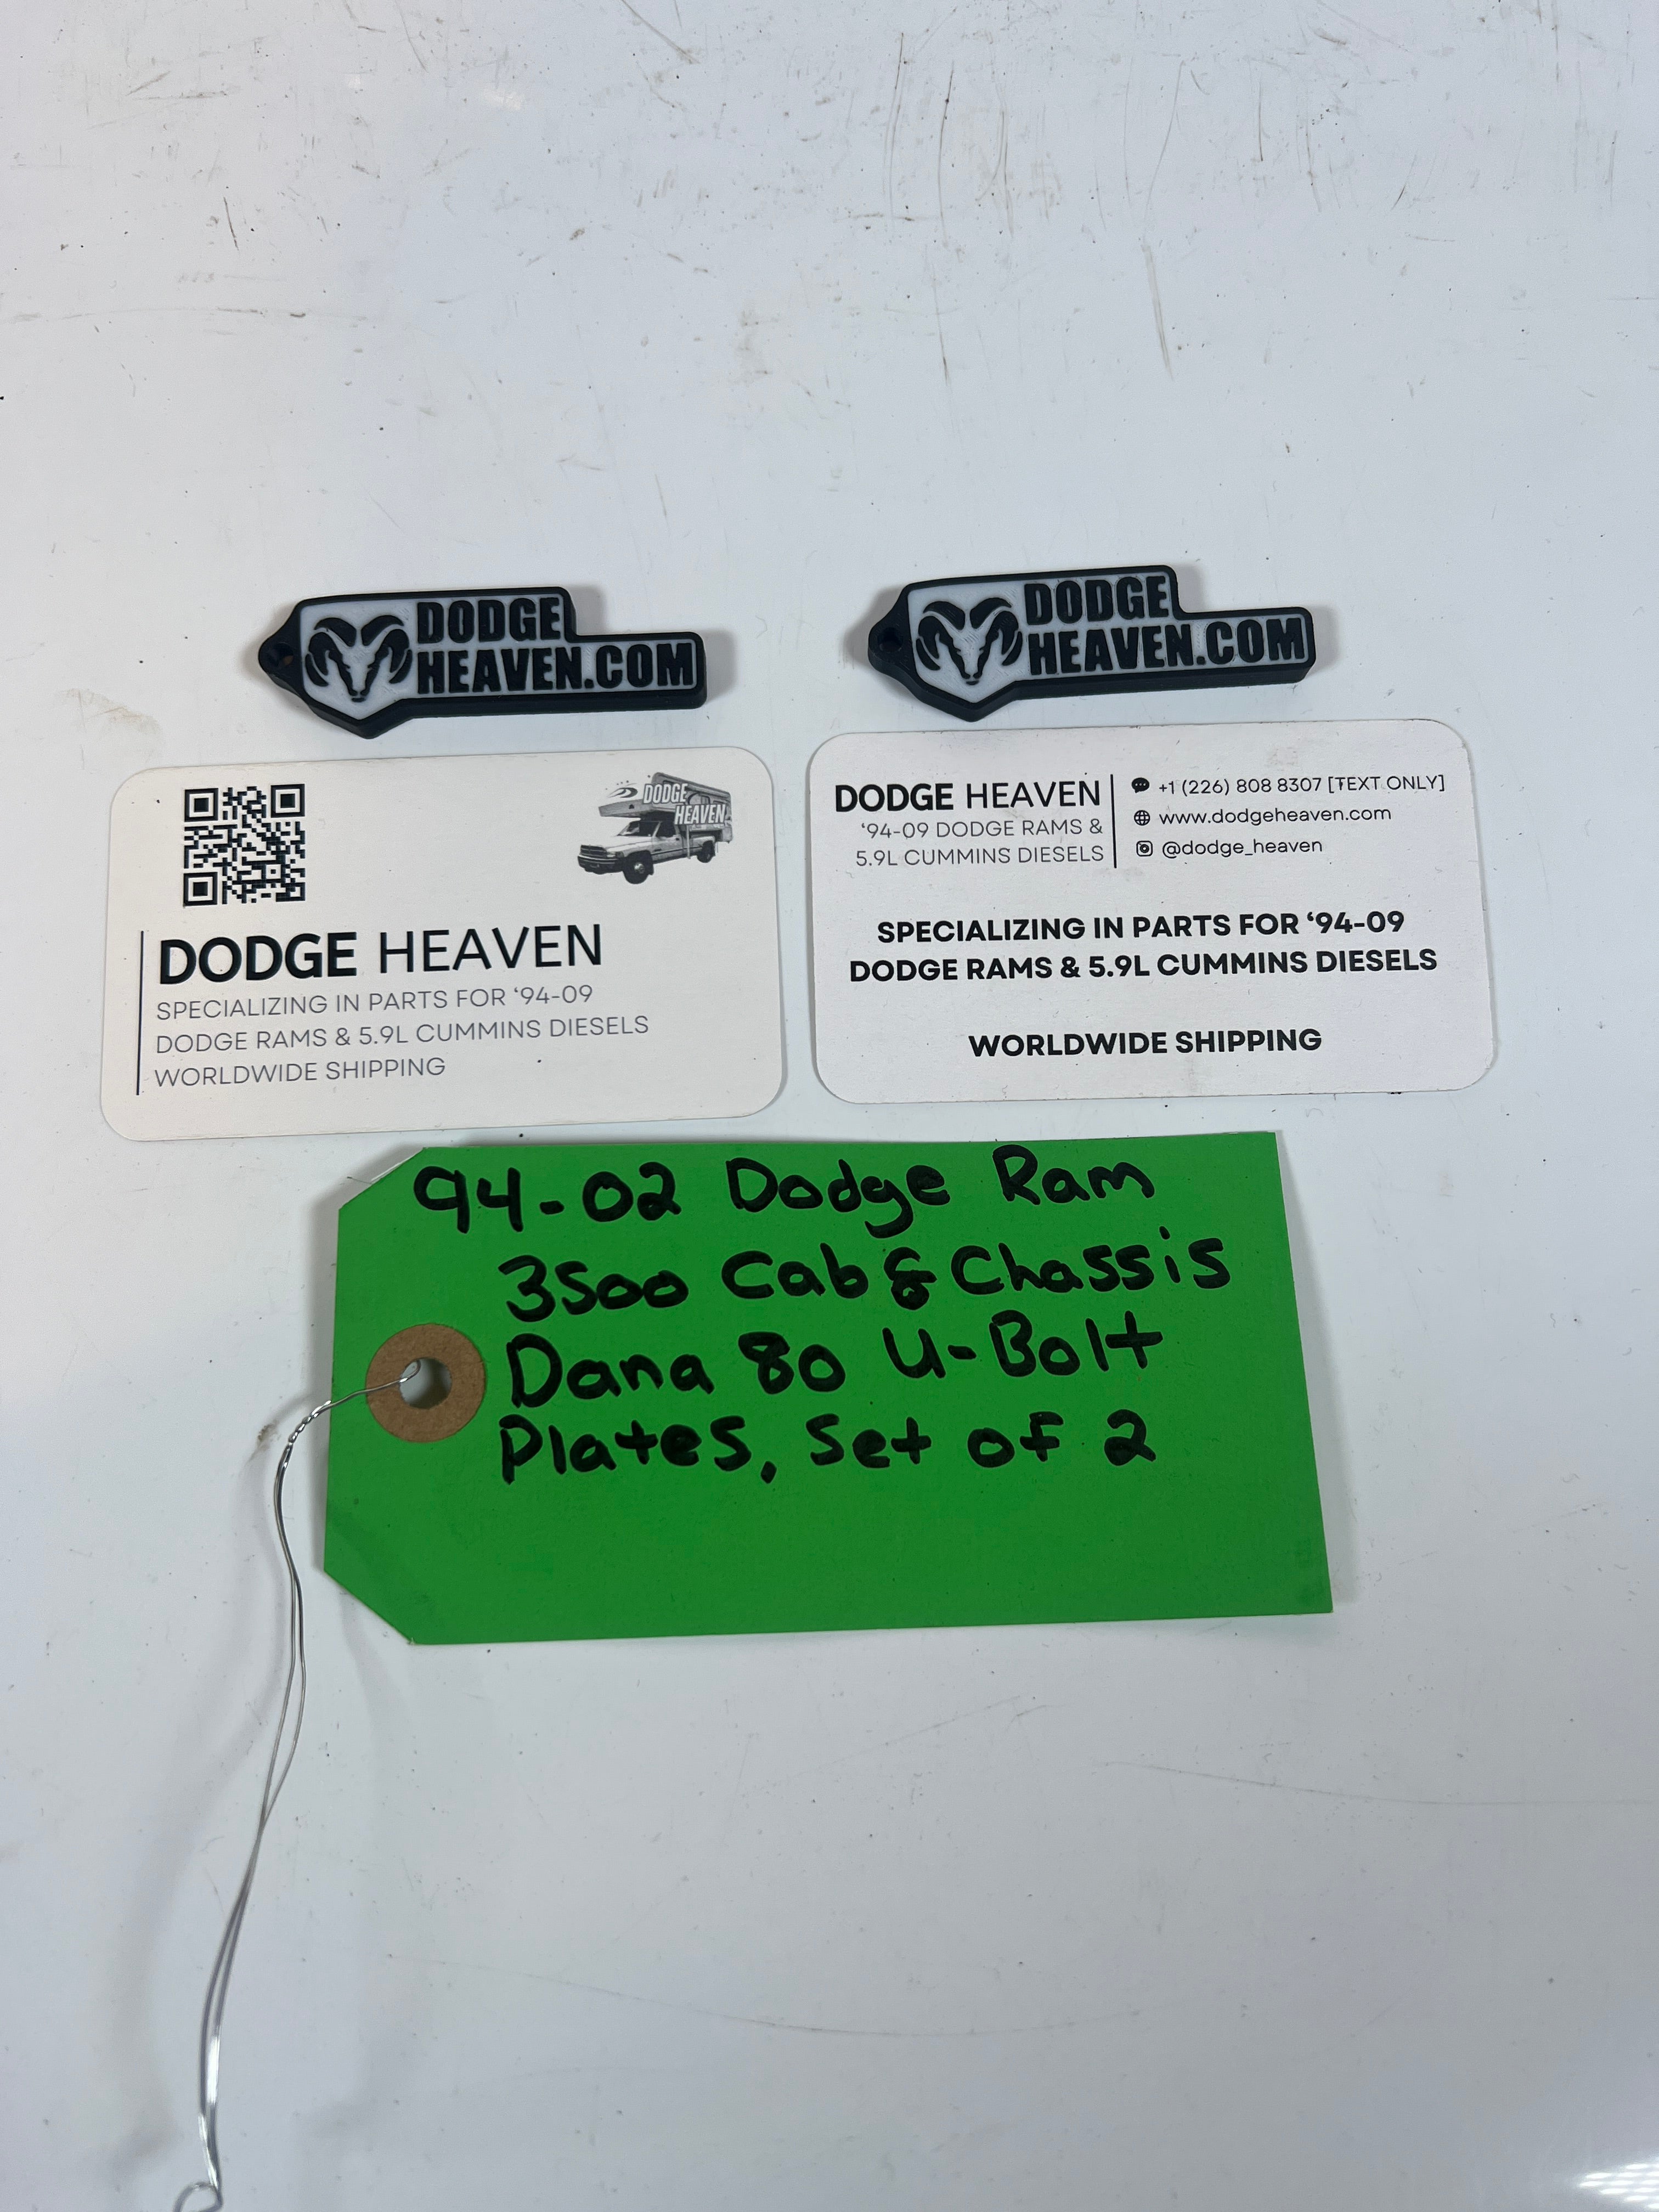 DODGE
HEAVEN.COM
DODGE
HEAVEN.COM
DODGE
HEAVEN
DODGE HEAVEN
SPECIALIZING IN PARTS FOR ‘94-09
DODGE RAMS & 5.9L CUMMINS DIESELS
WORLDWIDE SHIPPING
DODGE HEAVEN
‘94-09 DODGE RAMS &
5.9L CUMMINS DIESELS
+1 (226) 808 8307 [TEXT ONLY]
www.dodgeheaven.com
@dodge_heaven
SPECIALIZING IN PARTS FOR ‘94-09
DODGE RAMS & 5.9L CUMMINS DIESELS
WORLDWIDE SHIPPING
94-02 Dodge Ram
3500 Cab & Chassis
Dana 80 U-Bolt
Plates, Set of 2